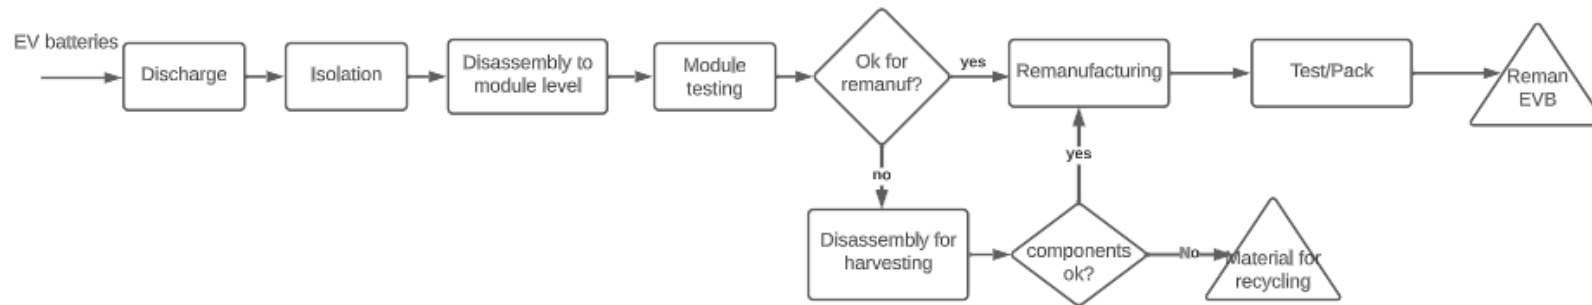 EV batteries
Discharge
Isolation
Disassembly to
module level
Module
testing
Ok for
remanuf?
yes
Remanufacturing
Test/Pack
Reman
EVB
no
yes
Disassembly for
harvesting
components
ok?
No
Material for
recycling